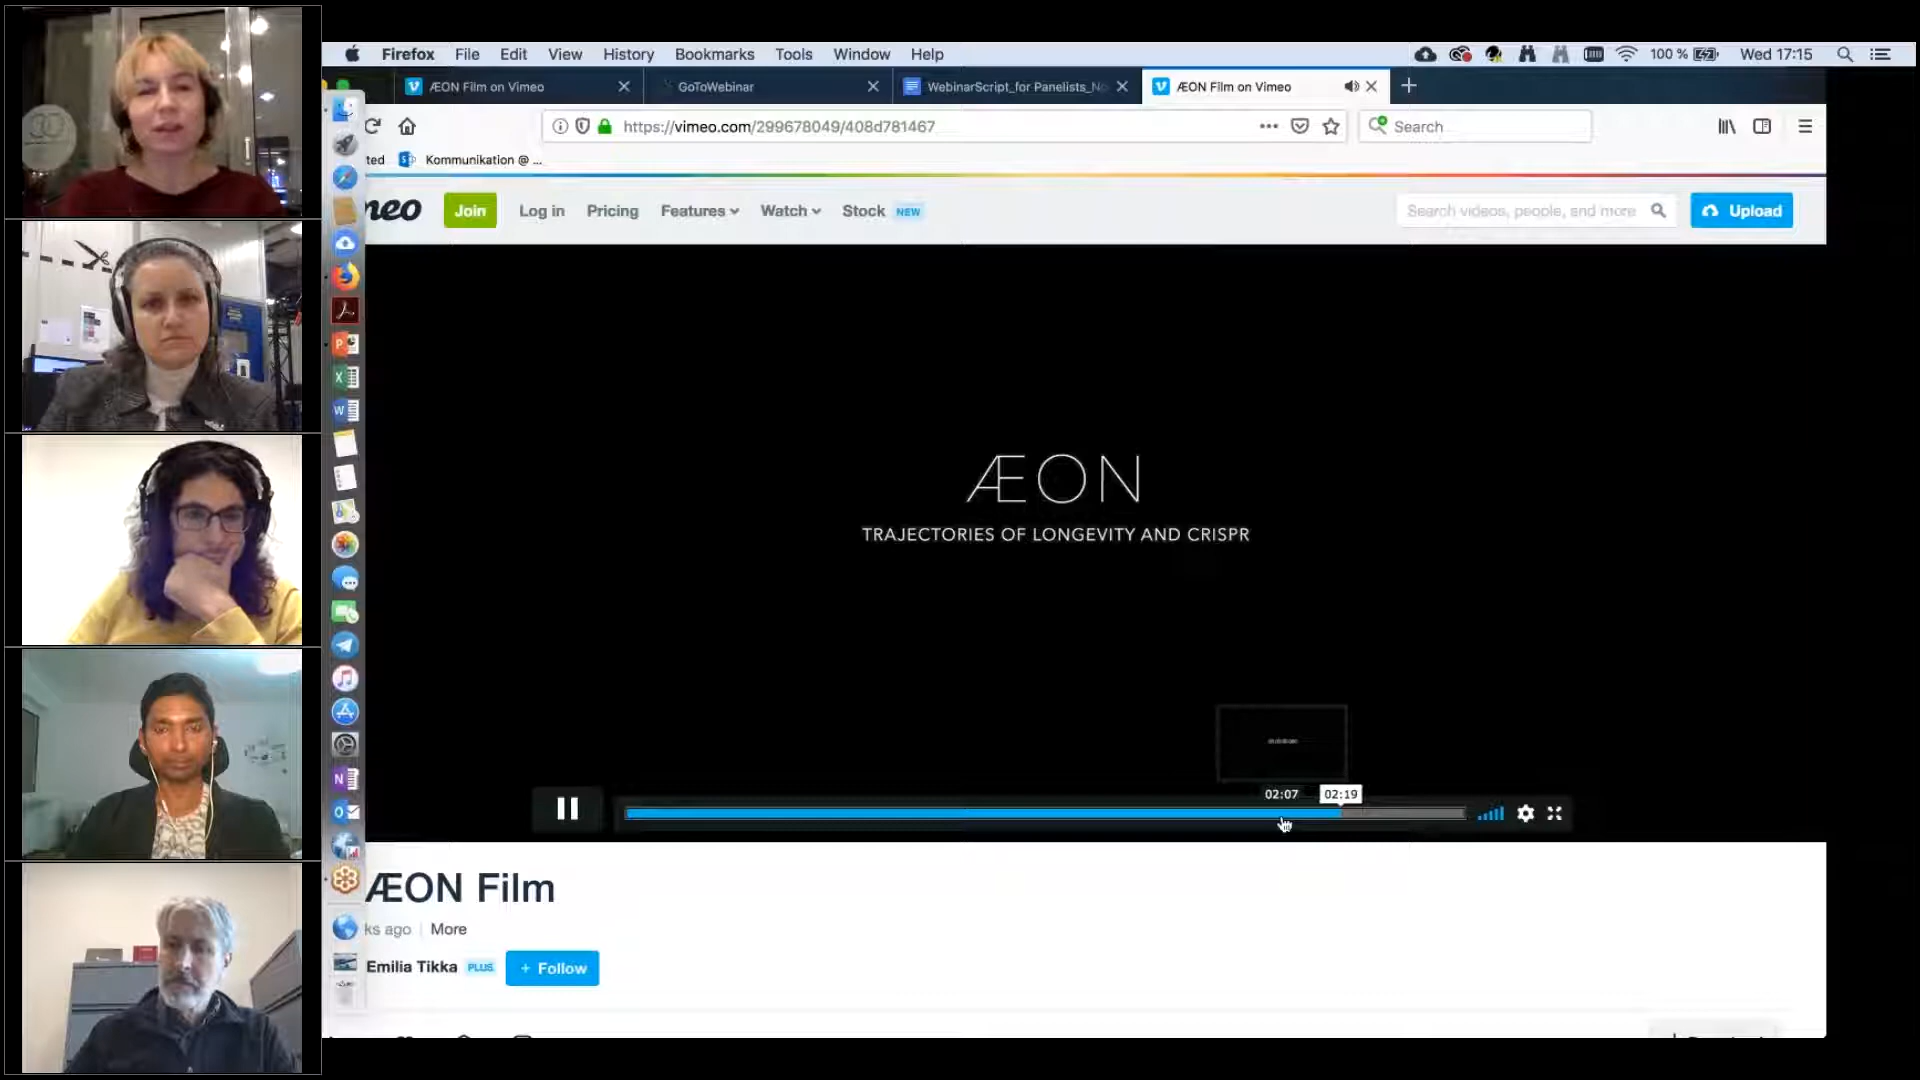 Firefox File Edit View History Bookmarks Tools Window Help 100 % Wed 17:15
ÆON Film on Vimeo
GoToWebinar
WebinarScript_for Panelists_No
ÆON Film on Vimeo
https://vimeo.com/299678049/408d781467
Search
ted Kommunikation @ ...
meo Join Log in Pricing Features Watch Stock NEW
Search videos, people, and more
Upload
ÆON
TRAJECTORIES OF LONGEVITY AND CRISPR
02:07 02:19
ÆON Film
ks ago More
Emilia Tikka PLUS + Follow